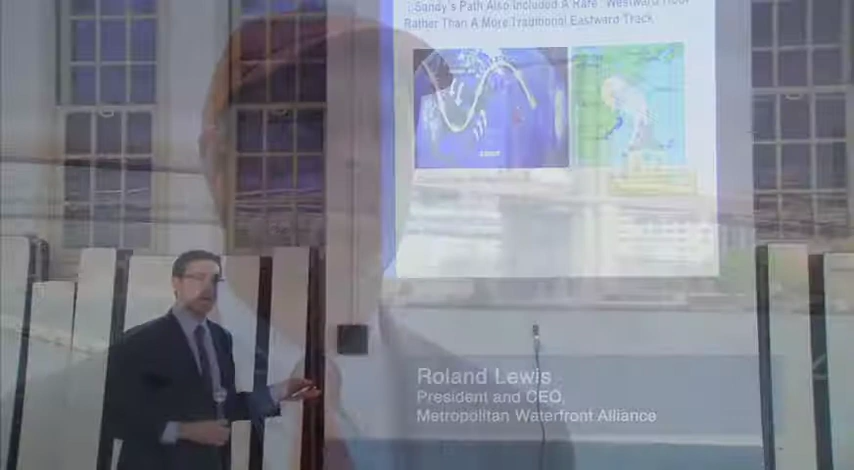 Sandy's Path Also Included A Rare "Westward Hook"
Rather Than A More Traditional Eastward Track
Roland Lewis
President and CEO,
Metropolitan Waterfront Alliance